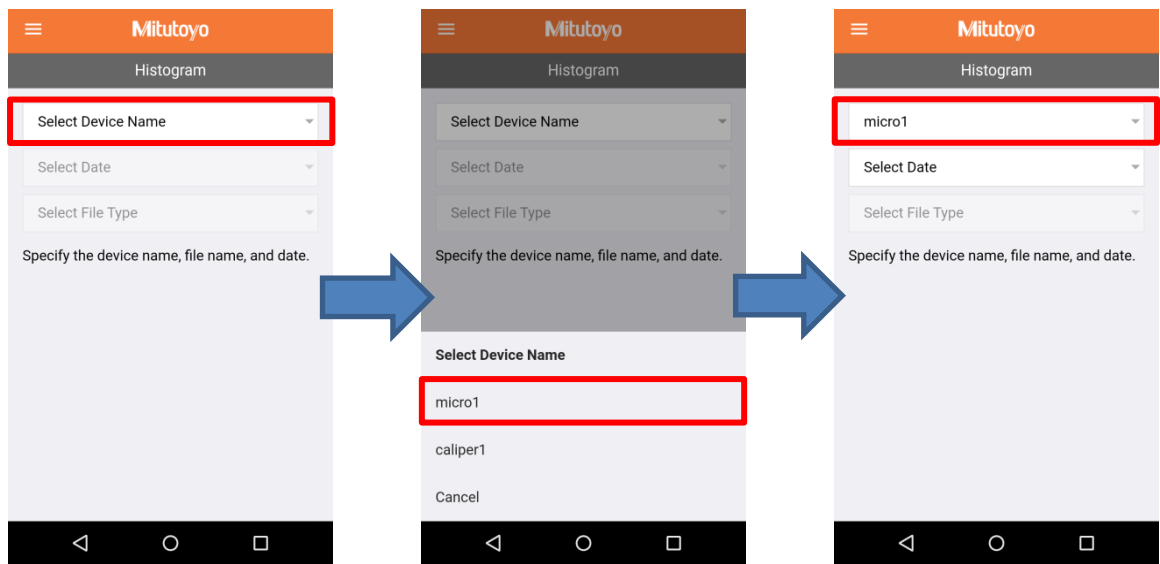 Mitutoyo
Histogram
Select Device Name
Select Date
Select File Type
Specify the device name, file name, and date.
Mitutoyo
Histogram
Select Device Name
Select Date
Select File Type
Specify the device name, file name, and date.
Select Device Name
micro1
caliper1
Cancel
Mitutoyo
Histogram
micro1
Select Date
Select File Type
Specify the device name, file name, and date.